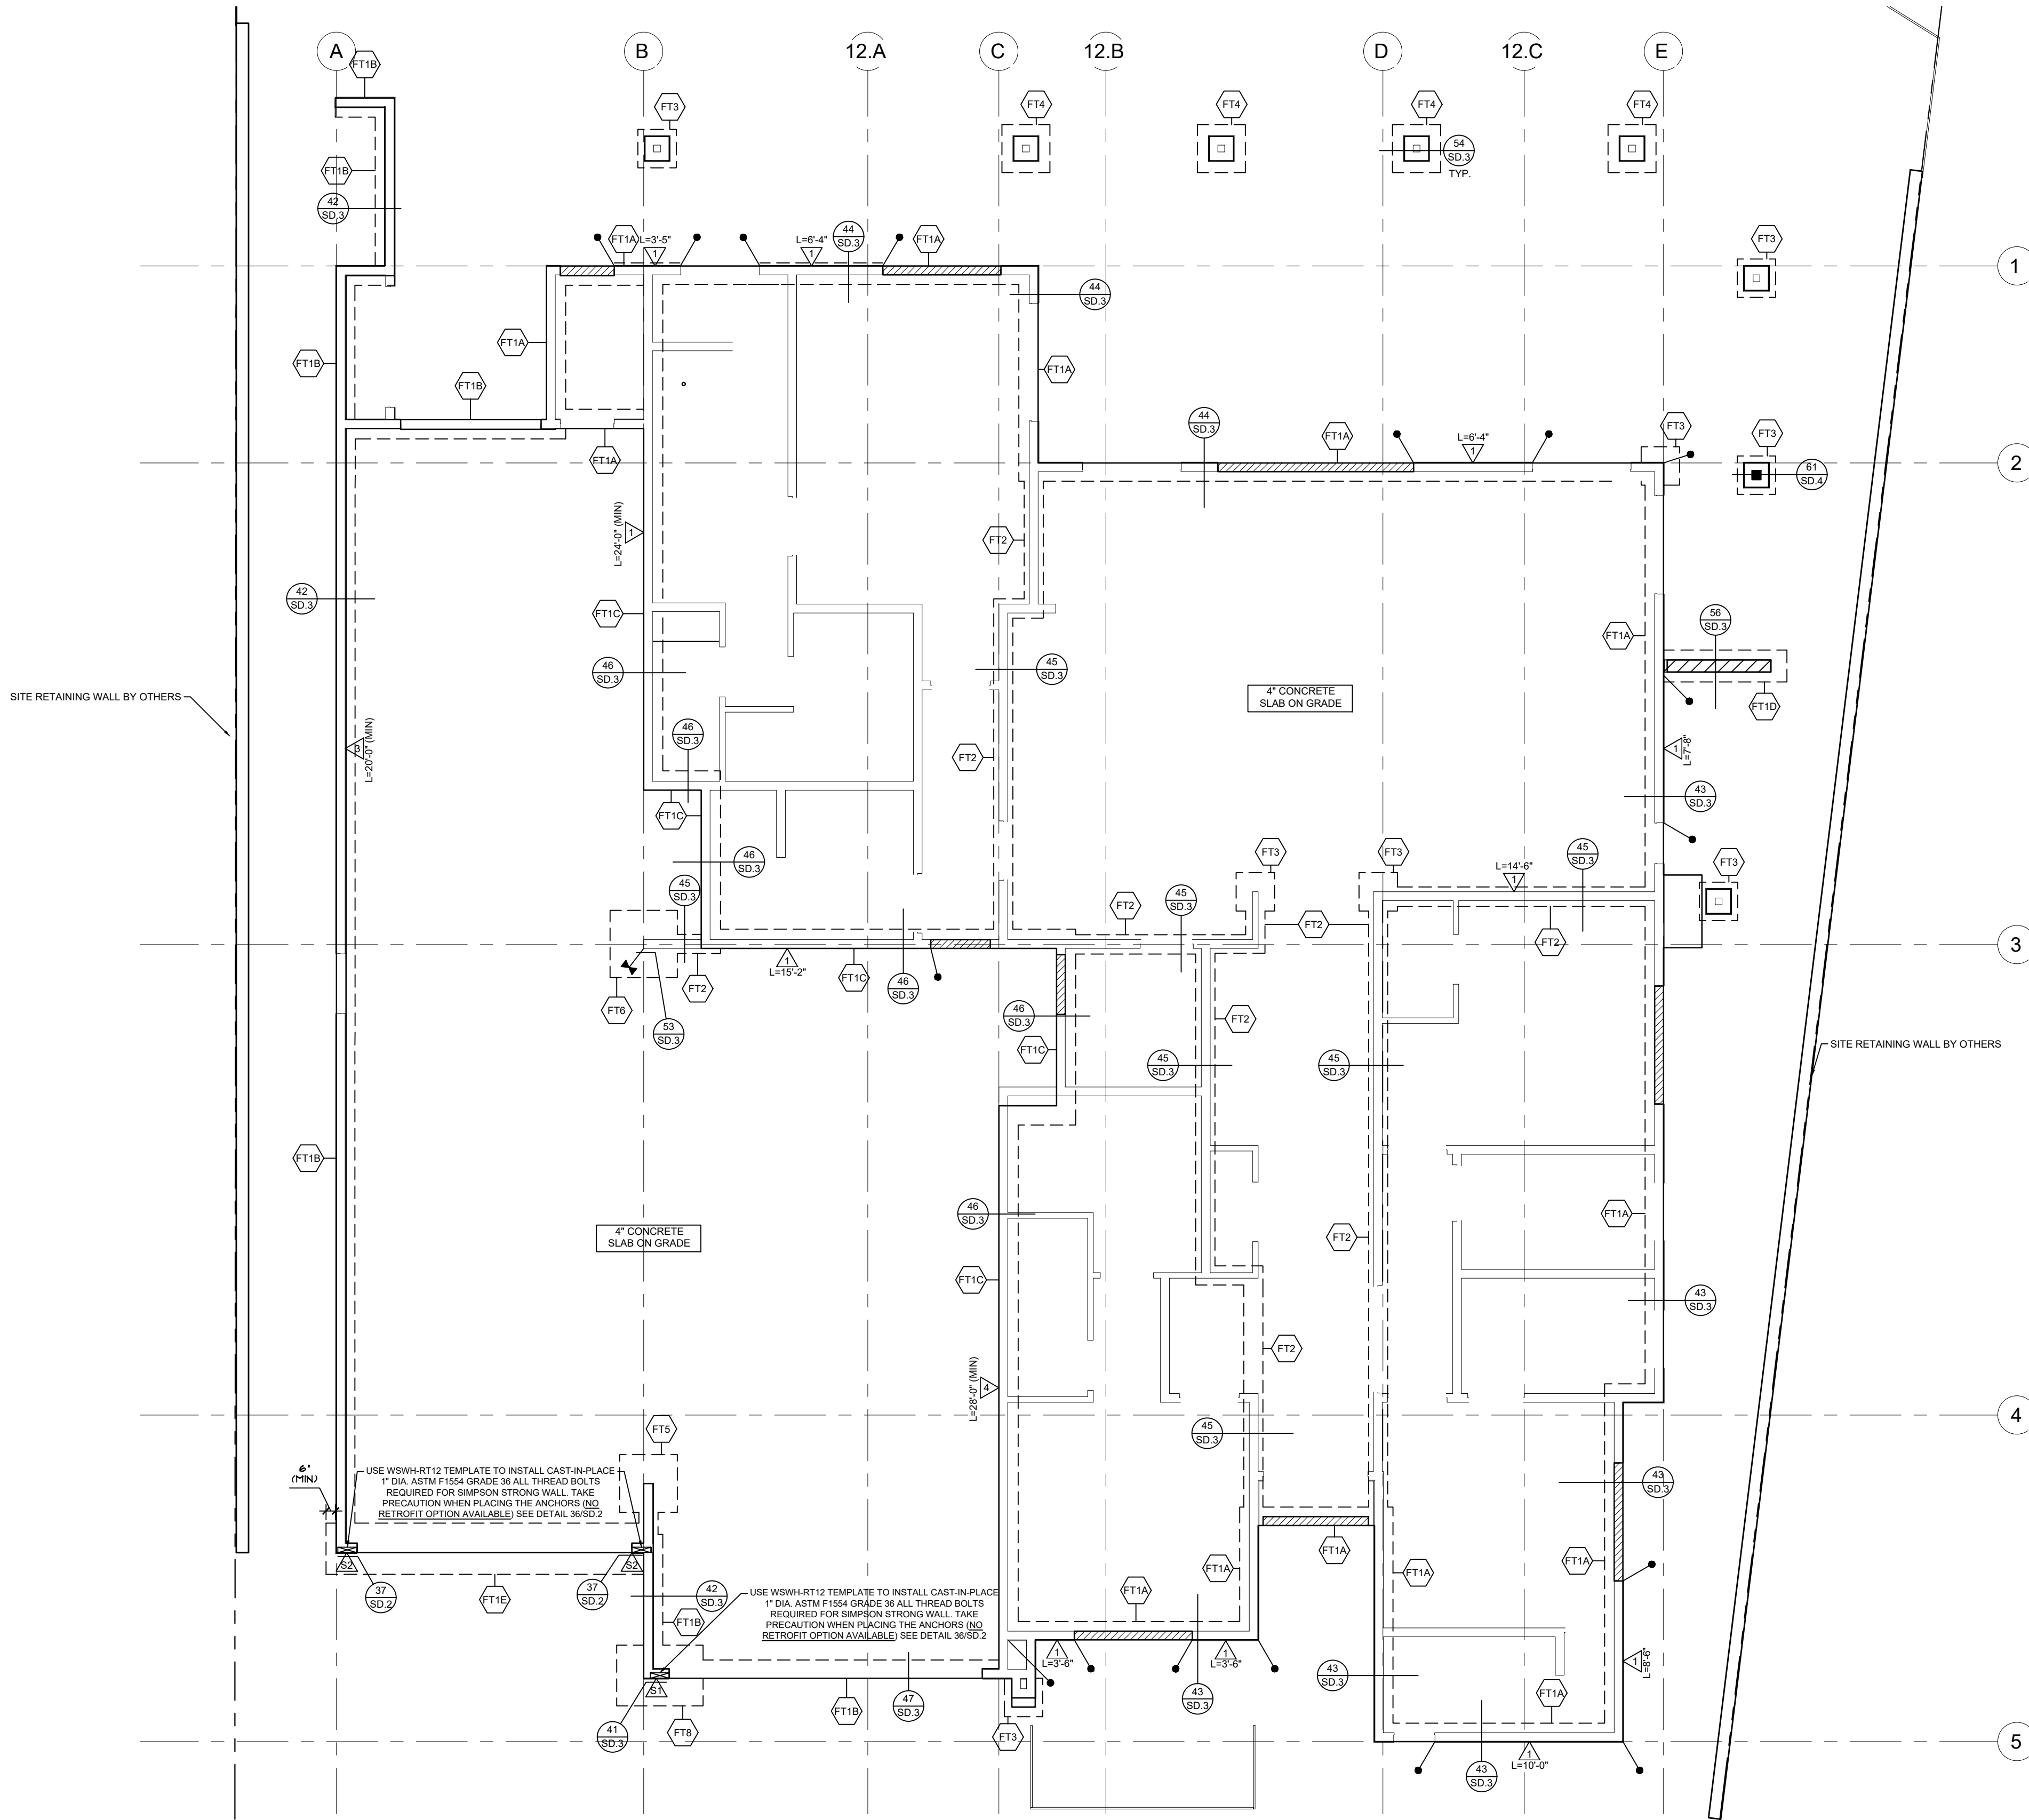 A
B
12.A
C
12.B
D
12.C
E
FT1B
FT3
FT4
FT4
FT4
FT4
54
SD.3
TYP.
FT1B
42
SD.3
FT1A
L=3'-5"
1
L=6'-4"
1
44
SD.3
FT1A
FT3
1
44
SD.3
FT1B
FT1A
FT1A
FT1B
44
SD.3
FT1A
L=6'-4"
1
FT3
FT3
FT1A
2
61
SD.4
L=24'-0" (MIN)
1
FT2
42
SD.3
FT1C
FT1A
56
SD.3
46
SD.3
45
SD.3
SITE RETAINING WALL BY OTHERS
4" CONCRETE
SLAB ON GRADE
FT1D
46
SD.3
3
L=20'-0" (MIN)
FT2
1
L=7'-8"
FT1C
43
SD.3
46
SD.3
FT3
FT3
L=14'-6"
1
45
SD.3
FT3
45
SD.3
FT2
45
SD.3
FT2
FT2
3
1
L=15'-2"
FT1C
46
SD.3
FT2
FT6
53
SD.3
46
SD.3
FT2
FT1C
45
SD.3
45
SD.3
SITE RETAINING WALL BY OTHERS
FT1B
46
SD.3
FT1A
4" CONCRETE
SLAB ON GRADE
FT2
FT1C
43
SD.3
FT2
L=28'-0" (MIN)
4
4
FT5
45
SD.3
6"
(MIN)
USE WSWH-RT12 TEMPLATE TO INSTALL CAST-IN-PLACE
1" DIA. ASTM F1554 GRADE 36 ALL THREAD BOLTS
REQUIRED FOR SIMPSON STRONG WALL. TAKE
PRECAUTION WHEN PLACING THE ANCHORS (NO
RETROFIT OPTION AVAILABLE) SEE DETAIL 36/SD.2
43
SD.3
S2
S2
37
SD.2
FT1E
37
SD.2
42
SD.3
FT1A
FT1A
FT1A
FT1A
FT1A
USE WSWH-RT12 TEMPLATE TO INSTALL CAST-IN-PLACE
1" DIA. ASTM F1554 GRADE 36 ALL THREAD BOLTS
REQUIRED FOR SIMPSON STRONG WALL. TAKE
PRECAUTION WHEN PLACING THE ANCHORS (NO
RETROFIT OPTION AVAILABLE) SEE DETAIL 36/SD.2
FT1B
1
L=3'-6"
1
L=3'-6"
43
SD.3
1
L=8'-6"
S1
FT1B
47
SD.3
43
SD.3
FT1A
41
SD.3
FT8
FT3
43
SD.3
1
L=10'-0"
5